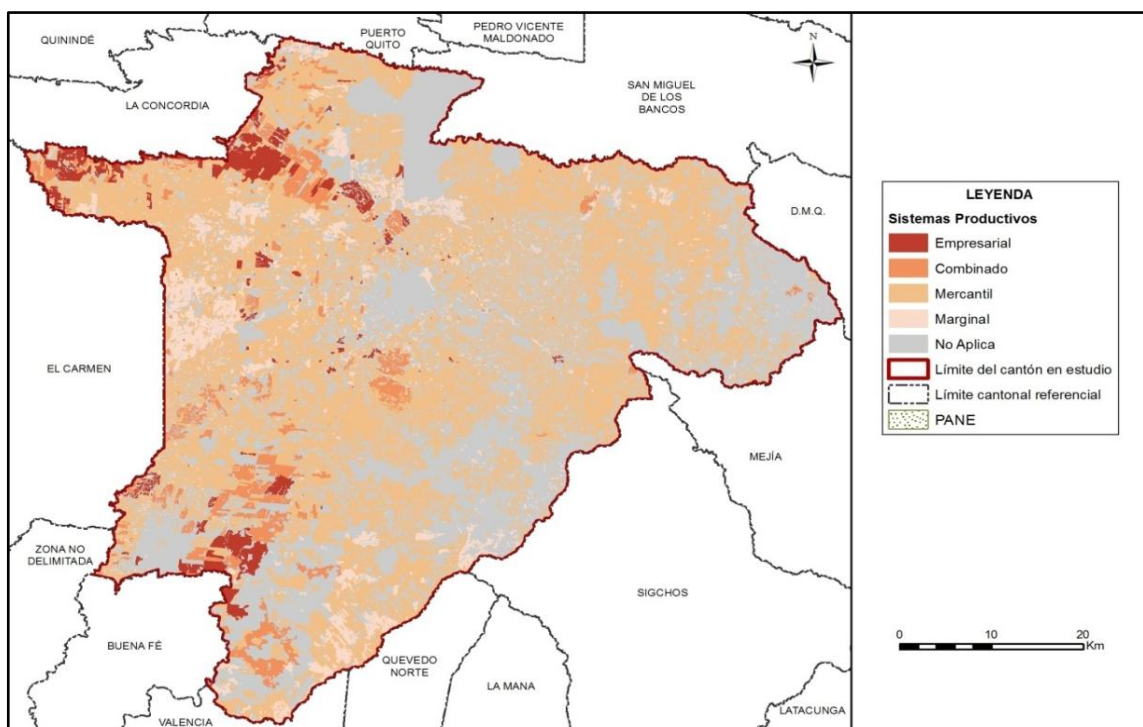 QUININDÉ
PUERTO
QUITO
PEDRO VICENTE
MALDONADO
N
LA CONCORDIA
SAN MIGUEL
DE LOS
BANCOS
D.M.Q.
EL CARMEN
MEJÍA
ZONA NO
DELIMITADA
SIGCHOS
BUENA FÉ
QUEVEDO
NORTE
LA MANA
VALENCIA
LATACUNGA
LEYENDA
Sistemas Productivos
Empresarial
Combinado
Mercantil
Marginal
No Aplica
Límite del cantón en estudio
Límite cantonal referencial
PANE
0 10 20
Km